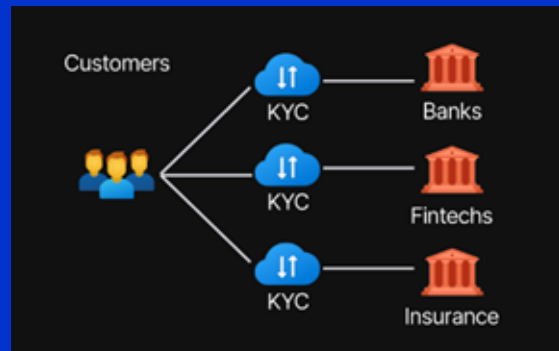 Customers
KYC
Banks
KYC
Fintechs
KYC
Insurance